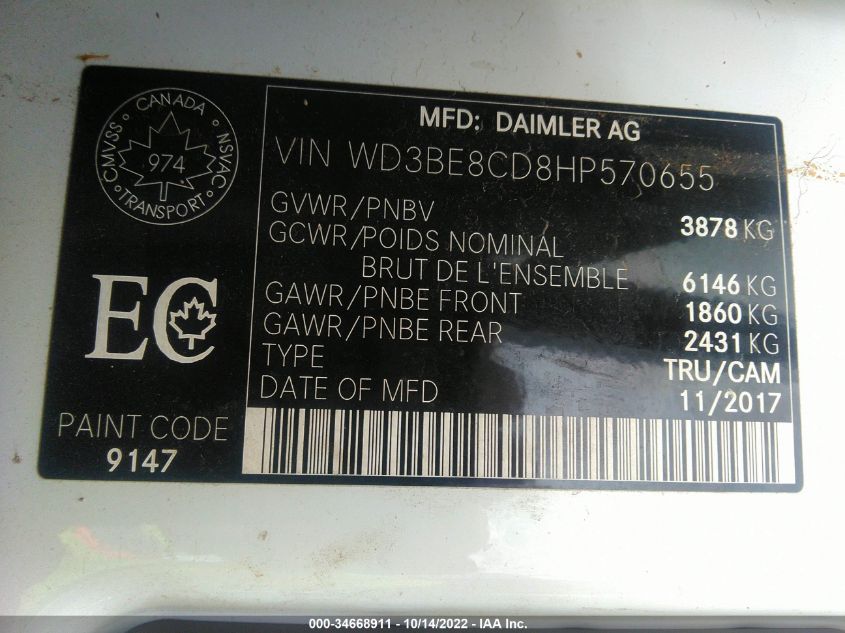 CANADA
CMVSS
NSVAC
974
TRANSPORT
MFD: DAIMLER AG
VIN WD3BE8CD8HP570655
GVWR/PNBV 3878 KG
GCWR/POIDS NOMINAL
BRUT DE L'ENSEMBLE 6146 KG
GAWR/PNBE FRONT 1860 KG
GAWR/PNBE REAR 2431 KG
TYPE TRU/CAM
DATE OF MFD 11/2017
EC
PAINT CODE
9147
000-34668911 - 10/14/2022 - IAA Inc.